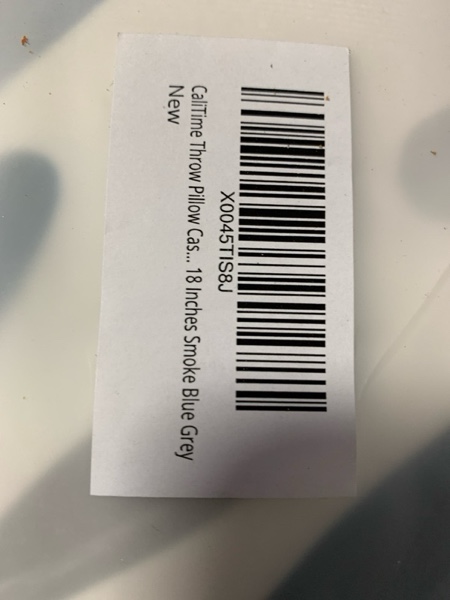 X0045TIS8J
CaliTime Throw Pillow Cas... 18 Inches Smoke Blue Grey
New